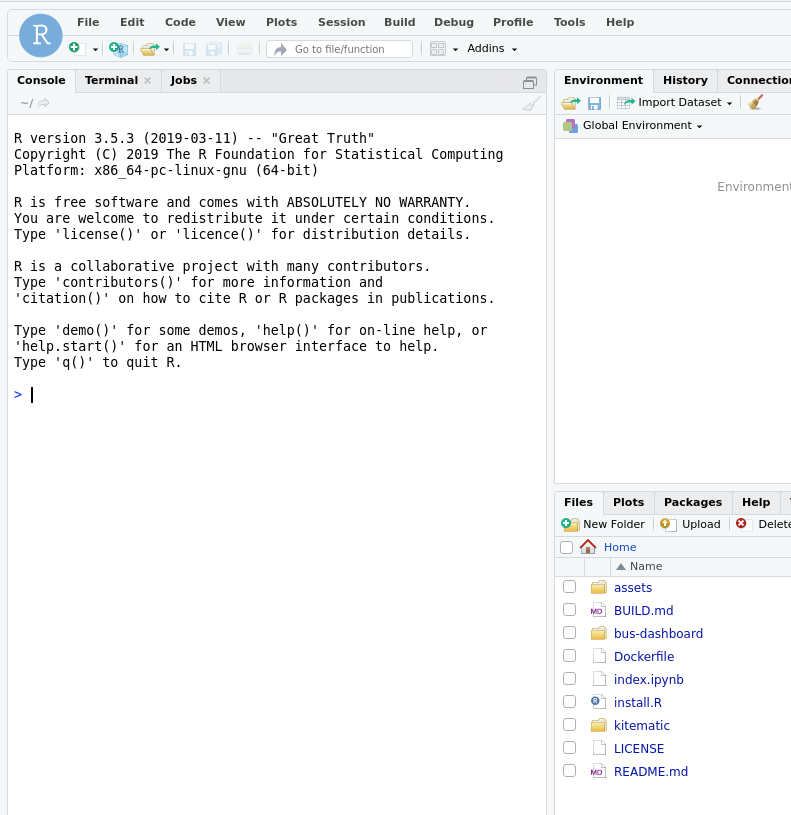 R
File Edit Code View Plots Session Build Debug Profile Tools Help
Go to file/function Addins
Console Terminal Jobs
~/
R version 3.5.3 (2019-03-11) -- "Great Truth"
Copyright (C) 2019 The R Foundation for Statistical Computing
Platform: x86_64-pc-linux-gnu (64-bit)
R is free software and comes with ABSOLUTELY NO WARRANTY.
You are welcome to redistribute it under certain conditions.
Type 'license()' or 'licence()' for distribution details.
R is a collaborative project with many contributors.
Type 'contributors()' for more information and
'citation()' on how to cite R or R packages in publications.
Type 'demo()' for some demos, 'help()' for on-line help, or
'help.start()' for an HTML browser interface to help.
Type 'q()' to quit R.
>
Environment History Connectio
Import Dataset
Global Environment
Environment
Files Plots Packages Help
New Folder Upload Delete
Home
Name
assets
MD BUILD.md
bus-dashboard
Dockerfile
index.ipynb
R install.R
kitematic
LICENSE
MD README.md